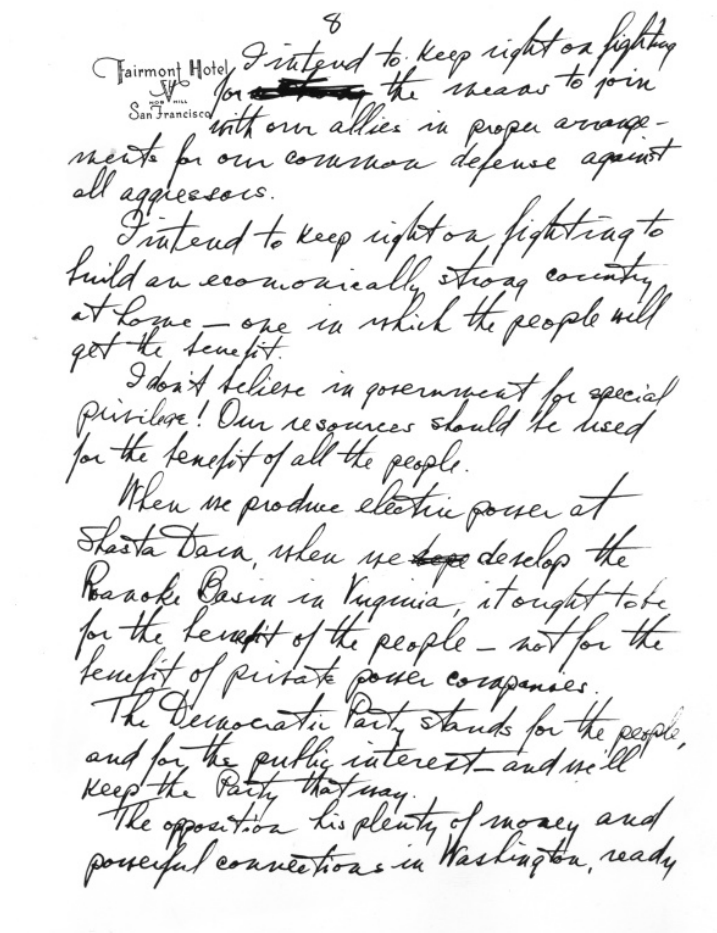 8
Fairmont Hotel
NOB HILL
San Francisco
I intend to keep right on fighting
for the means to join
with our allies in proper arrange-
ments for our common defense against
all aggressors.
I intend to keep right on fighting to
build an economically strong country
at home — one in which the people will
get the benefit.
I don't believe in government for special
privilege! Our resources should be used
for the benefit of all the people.
When we produce electric power at
Shasta Dam, when we develop the
Roanoke Basin in Virginia, it ought to be
for the benefit of the people — not for the
benefit of private power companies.
The Democratic Party stands for the people,
and for the public interest — and we'll
keep the Party that way.
The opposition his plenty of money and
powerful connections in Washington, ready